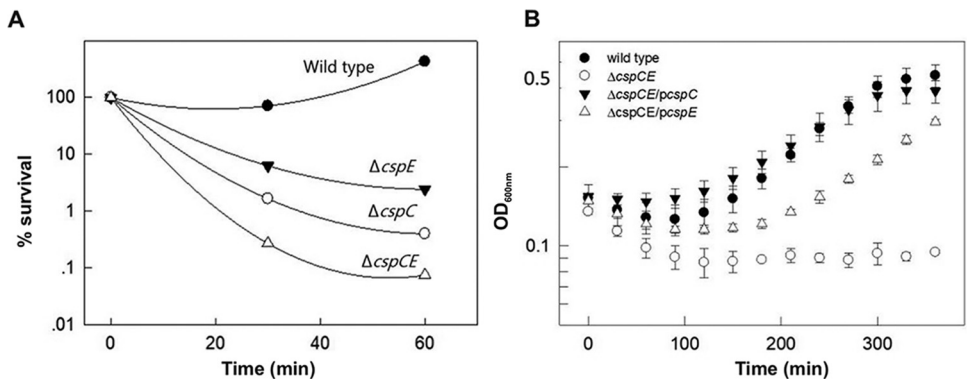 A
% survival
100
10
1
.1
.01
Wild type
ΔcspE
ΔcspC
ΔcspCE
0 20 40 60
Time (min)
B
OD600nm
0.5
0.1
wild type
ΔcspCE
ΔcspCE/pcspC
ΔcspCE/pcspE
0 100 200 300
Time (min)